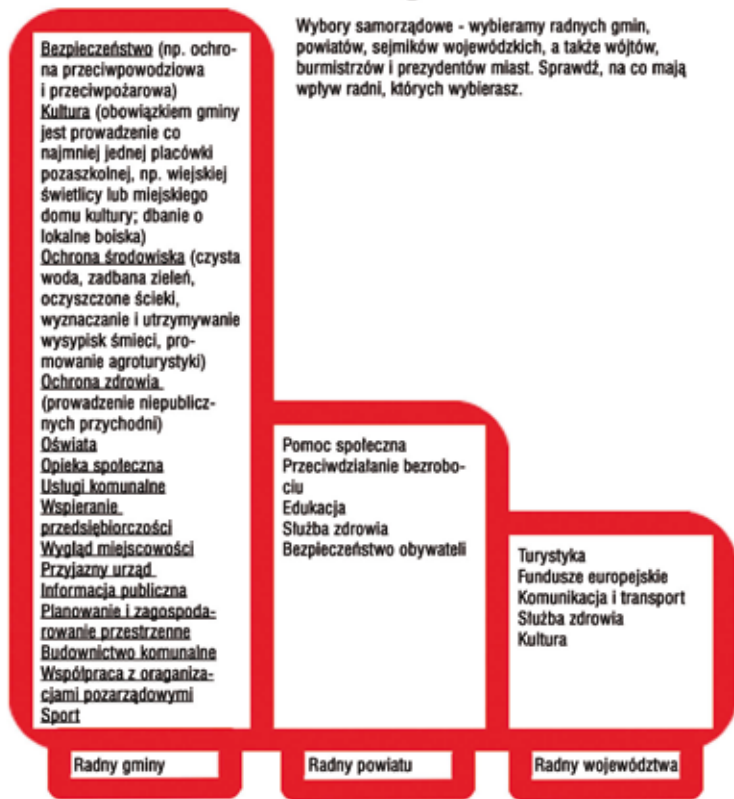 Wybory samorządowe - wybieramy radnych gmin,
powiatów, sejmików wojewódzkich, a także wójtów,
burmistrzów i prezydentów miast. Sprawdź, na co mają
wpływ radni, których wybierasz.
Bezpieczeństwo (np. ochro-
na przeciwpowodziowa
i przeciwpożarowa)
Kultura (obowiązkiem gminy
jest prowadzenie co
najmniej jednej placówki
pozaszkolnej, np. wiejskiej
świetlicy lub miejskiego
domu kultury; dbanie o
lokalne boiska)
Ochrona środowiska (czysta
woda, zadbana zieleń,
oczyszczone ścieki,
wyznaczanie i utrzymywanie
wysypisk śmieci, pro-
mowanie agroturystyki)
Ochrona zdrowia
(prowadzenie niepublicz-
nych przychodni)
Oświata
Opieka społeczna
Usługi komunalne
Wspieranie
przedsiębiorczości
Wygląd miejscowości
Przyjazny urząd
Informacja publiczna
Planowanie i zagospoda-
rowanie przestrzenne
Budownictwo komunalne
Współpraca z oraganiza-
cjami pozarządowymi
Sport
Radny gminy
Pomoc społeczna
Przeciwdziałanie bezrobo-
ciu
Edukacja
Służba zdrowia
Bezpieczeństwo obywateli
Radny powiatu
Turystyka
Fundusze europejskie
Komunikacja i transport
Służba zdrowia
Kultura
Radny województwa